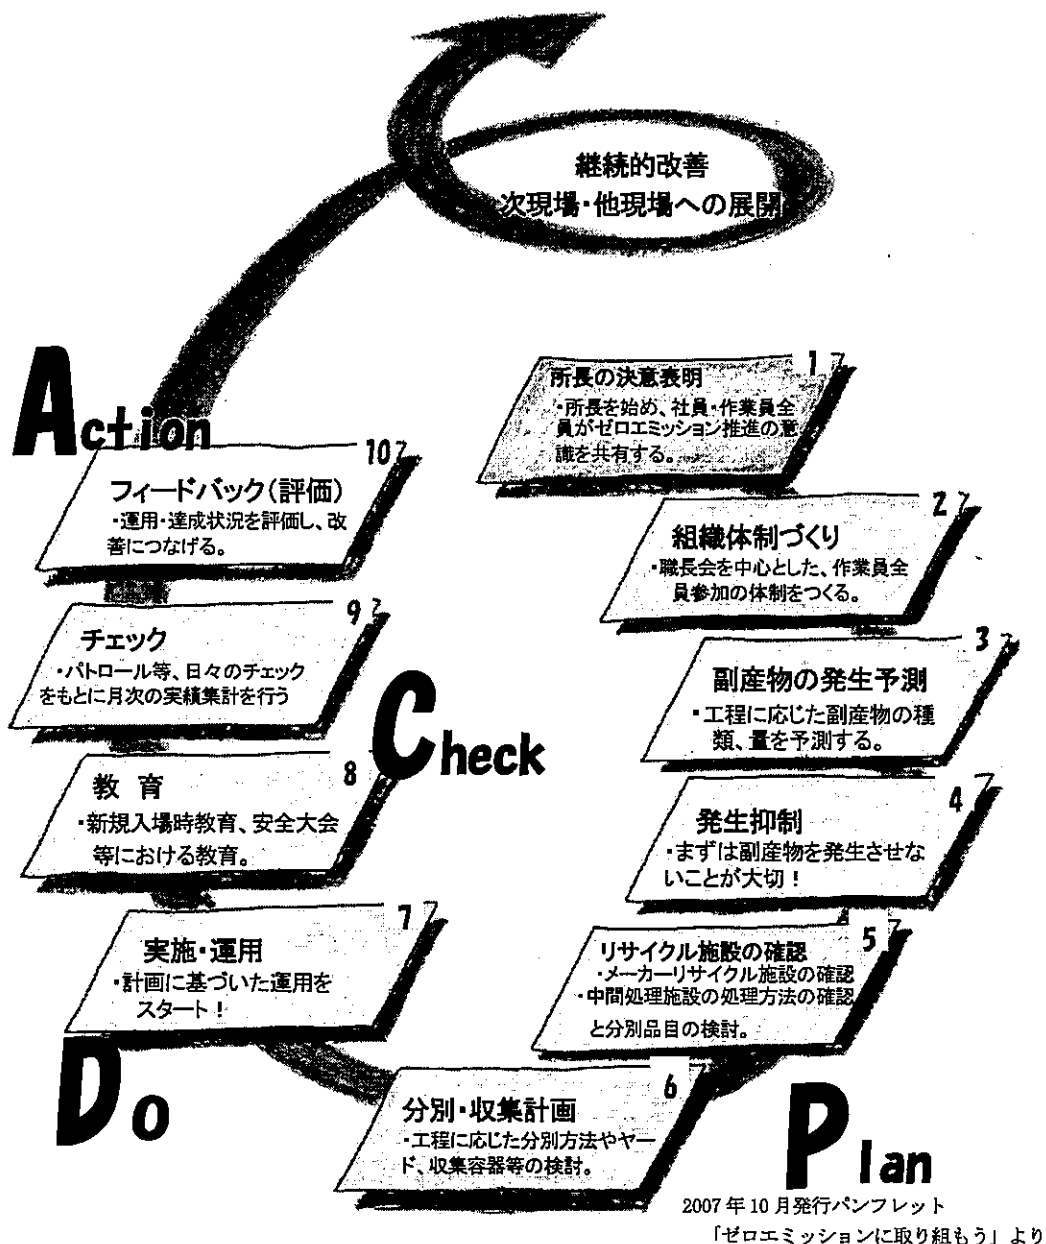 継続的改善
次現場・他現場への展開
Action
1
所長の決意表明
・所長を始め、社員・作業員全
員がゼロエミッション推進の意
識を共有する。
2
組織体制づくり
・職長会を中心とした、作業員全
員参加の体制をつくる。
3
副産物の発生予測
・工程に応じた副産物の種
類、量を予測する。
4
発生抑制
・まずは副産物を発生させな
いことが大切！
5
リサイクル施設の確認
・メーカーリサイクル施設の確認
・中間処理施設の処理方法の確認
と分別品目の検討。
6
分別・収集計画
・工程に応じた分別方法やヤー
ド、収集容器等の検討。
Plan
7
実施・運用
・計画に基づいた運用を
スタート！
Do
8
教 育
・新規入場時教育、安全大会
等における教育。
9
チェック
・パトロール等、日々のチェック
をもとに月次の実績集計を行う
Check
10
フィードバック(評価)
・運用・達成状況を評価し、改
善につなげる。
2007 年 10 月発行パンフレット
「ゼロエミッションに取り組もう」より